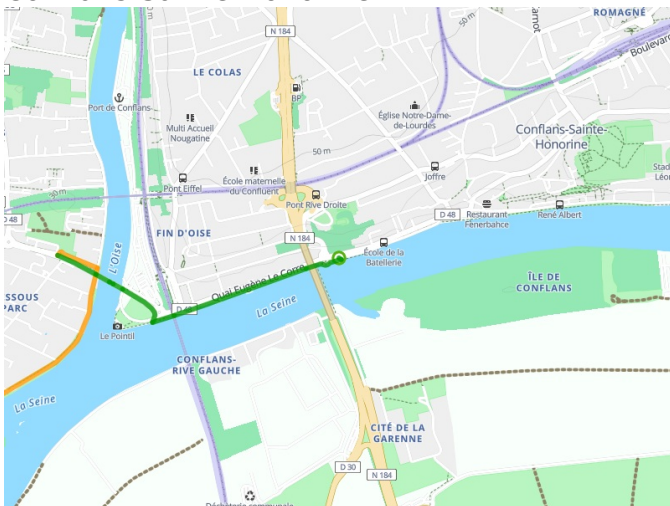 ROMAGNÉ
N 184
50 m
LE COLAS
Boulevard
BP
Port de Conflans
Multi Accueil
Nougatine
Église Notre-Dame-
de-Lourdes
Conflans-Sainte-
Honorine
50 m
École maternelle
du Confluent
Joffre
Pont Eiffel
Pont Rive Droite
Restaurant
Fenerbahce
René Albert
D 48
FIN D'OISE
N 184
École de la
Batellerie
L'Oise
Quai Eugène Le Corre
ÎLE DE
CONFLANS
La Seine
Le Pointil
CONFLANS-
RIVE GAUCHE
La Seine
CITÉ DE LA
GARENNE
D 30
N 184